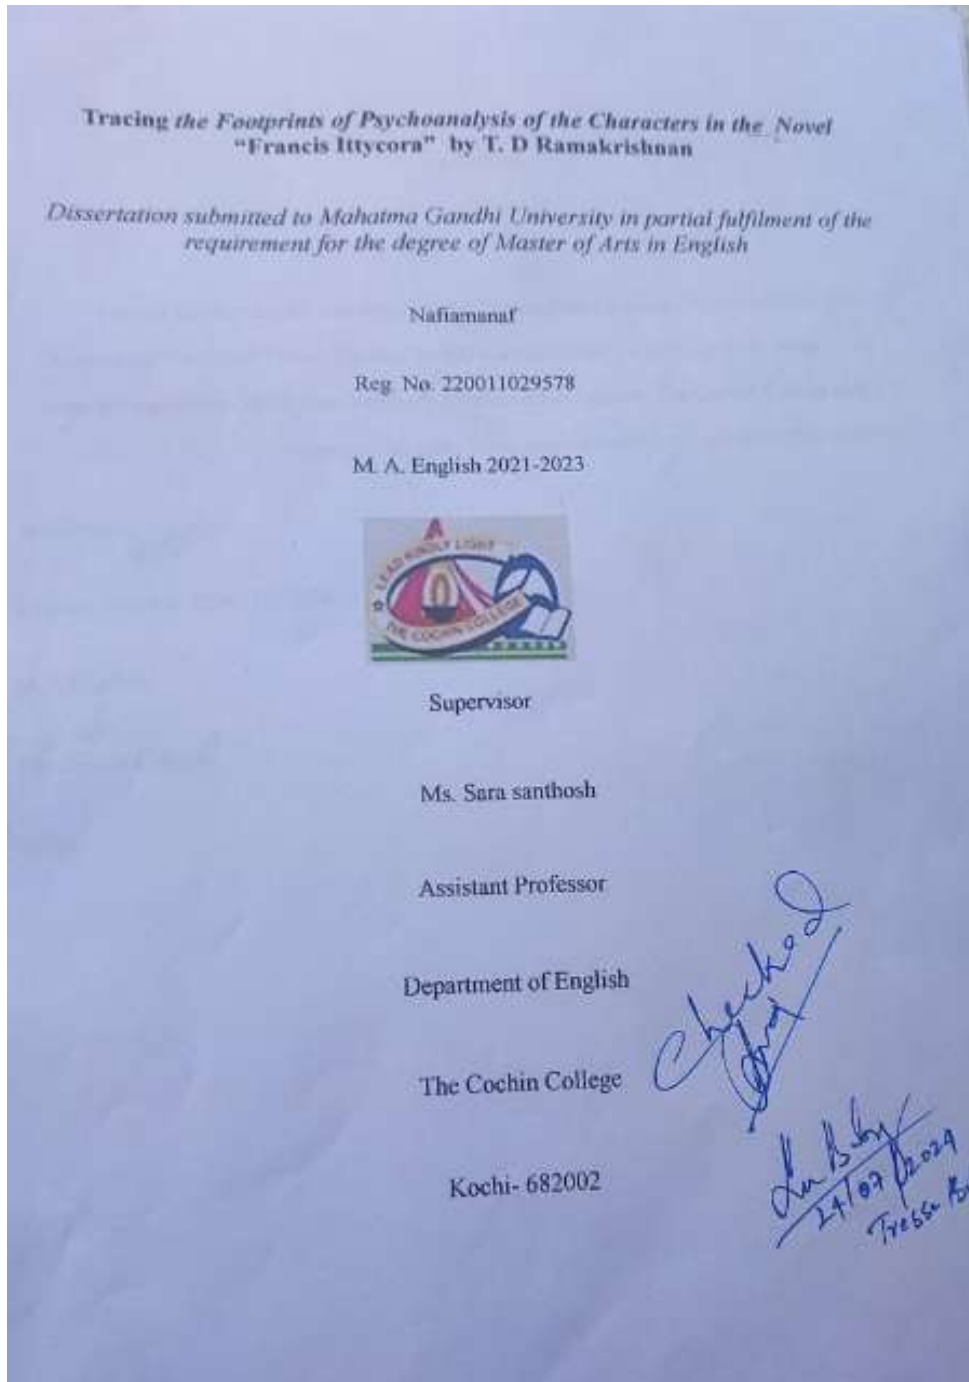 Tracing the Footprints of Psychoanalysis of the Characters in the Novel
“Francis Ittycora” by T. D Ramakrishnan
Dissertation submitted to Mahatma Gandhi University in partial fulfilment of the
requirement for the degree of Master of Arts in English
Nafiamanaf
Reg. No. 220011029578
M. A. English 2021-2023
LEAD KINDLY LIGHT
THE COCHIN COLLEGE
Supervisor
Ms. Sara santhosh
Assistant Professor
Department of English
The Cochin College
Kochi- 682002
Checked
24/07/2024